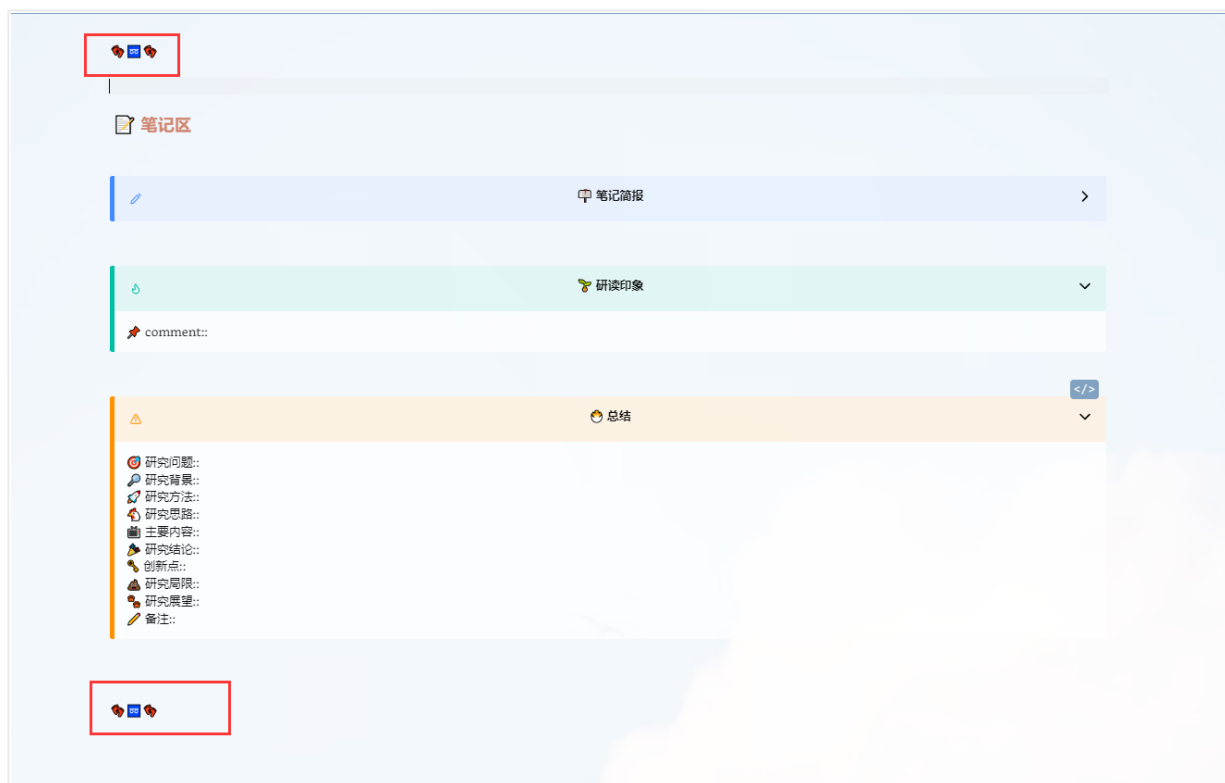 👣➿👣
📝 笔记区
🪧 笔记简报
🌱 研读印象
📌 comment::
</>
🐣 总结
🎯 研究问题::
🔎 研究背景::
🚀 研究方法::
🐔 研究思路::
📺 主要内容::
🎉 研究结论::
🔑 创新点::
💩 研究局限::
🐾 研究展望::
✏️ 备注::
👣➿👣